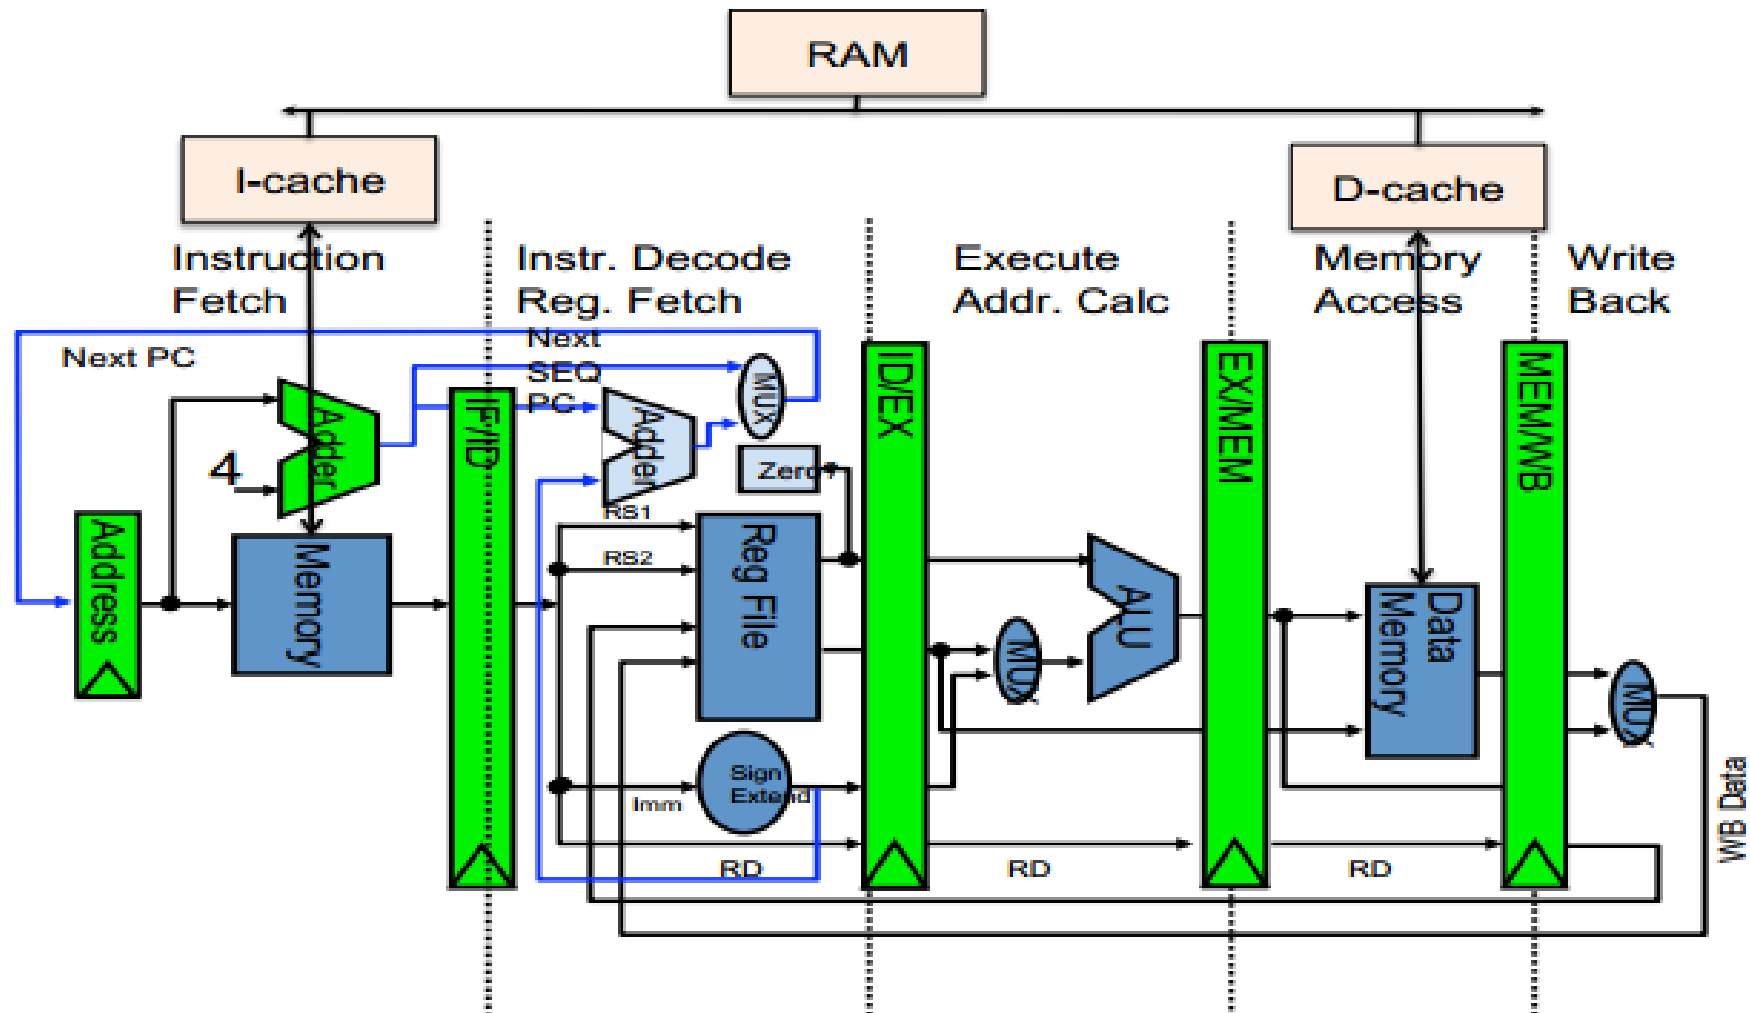 RAM
I-cache
D-cache
Instruction
Fetch
Instr. Decode
Reg. Fetch
Execute
Addr. Calc
Memory
Access
Write
Back
Next PC
Next
SEQ
PC
MUX
Adder
4
Adder
Zero?
IF/ID
ID/EX
EX/MEM
MEM/WB
Address
Memory
RS1
RS2
Reg File
ALU
MUX
Data
Memory
MUX
Sign
Extend
Imm
RD
RD
RD
WB Data